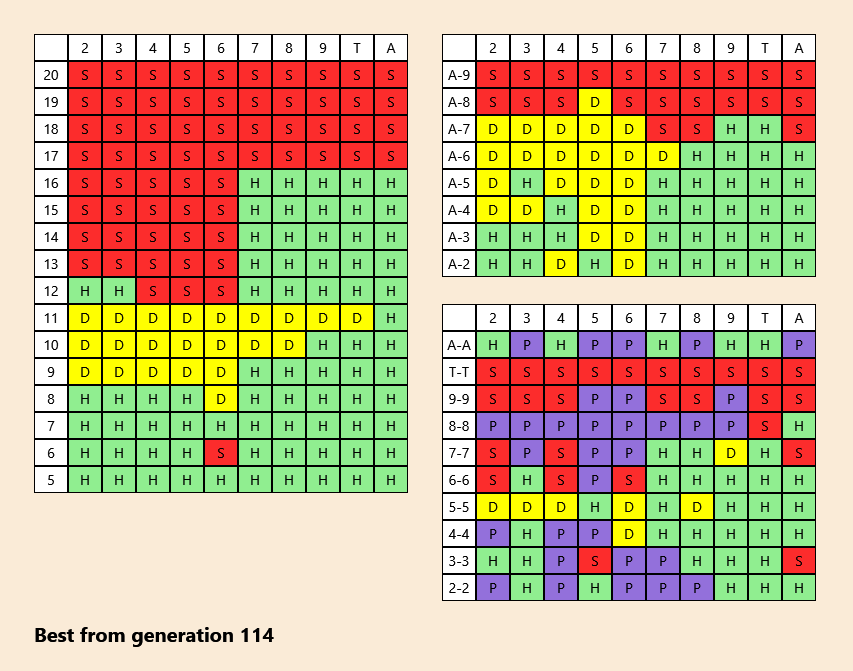 2 3 4 5 6 7 8 9 T A
20 S S S S S S S S S S
19 S S S S S S S S S S
18 S S S S S S S S S S
17 S S S S S S S S S S
16 S S S S S H H H H H
15 S S S S S H H H H H
14 S S S S S H H H H H
13 S S S S S H H H H H
12 H H S S S H H H H H
11 D D D D D D D D D H
10 D D D D D D D H H H
9 D D D D D H H H H H
8 H H H H D H H H H H
7 H H H H H H H H H H
6 H H H H S H H H H H
5 H H H H H H H H H H
2 3 4 5 6 7 8 9 T A
A-9 S S S S S S S S S S
A-8 S S S D S S S S S S
A-7 D D D D D S S H H S
A-6 D D D D D D H H H H
A-5 D H D D D H H H H H
A-4 D D H D D H H H H H
A-3 H H H D D H H H H H
A-2 H H D H D H H H H H
2 3 4 5 6 7 8 9 T A
A-A H P H P P H P H H P
T-T S S S S S S S S S S
9-9 S S S P P S S P S S
8-8 P P P P P P P P S H
7-7 S P S P P H H D H S
6-6 S H S P S H H H H H
5-5 D D D H D H D H H H
4-4 P H P P D H H H H H
3-3 H H P S P P H H H S
2-2 P H P H P P P H H H
Best from generation 114